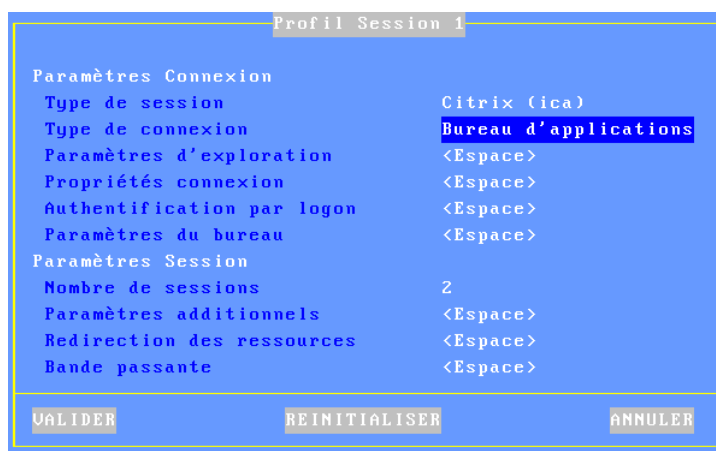 Profil Session 1
Paramètres Connexion
Type de session Citrix (ica)
Type de connexion Bureau d'applications
Paramètres d'exploration <Espace>
Propriétés connexion <Espace>
Authentification par logon <Espace>
Paramètres du bureau <Espace>
Paramètres Session
Nombre de sessions 2
Paramètres additionnels <Espace>
Redirection des ressources <Espace>
Bande passante <Espace>
VALIDER REINITIALISER ANNULER